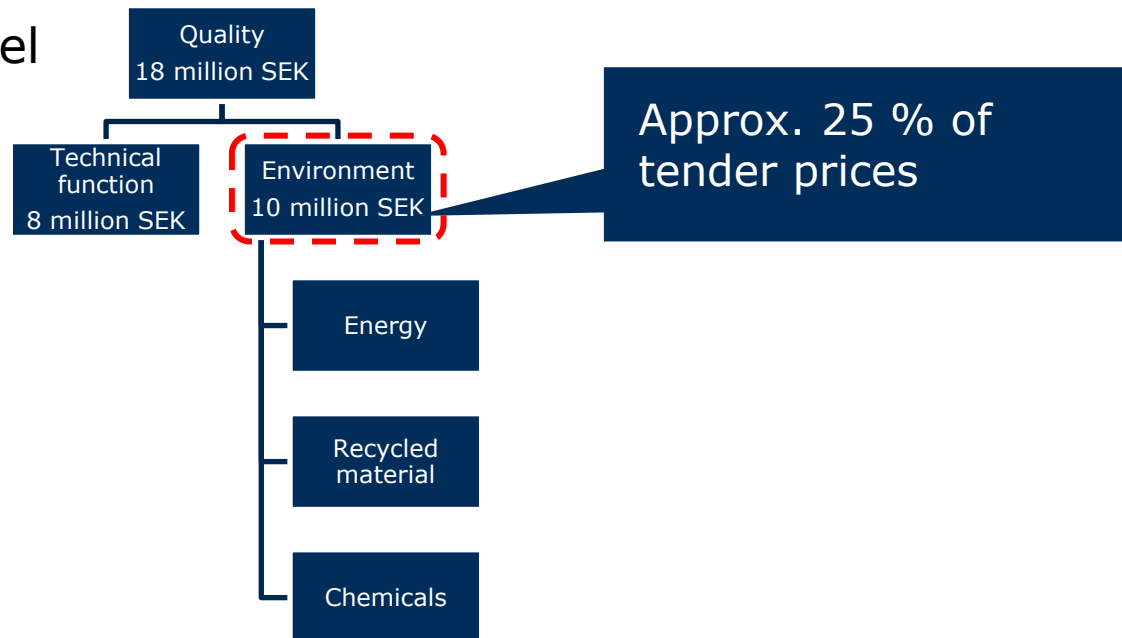 el
Quality
18 million SEK
Technical
function
8 million SEK
Environment
10 million SEK
Approx. 25 % of
tender prices
Energy
Recycled
material
Chemicals